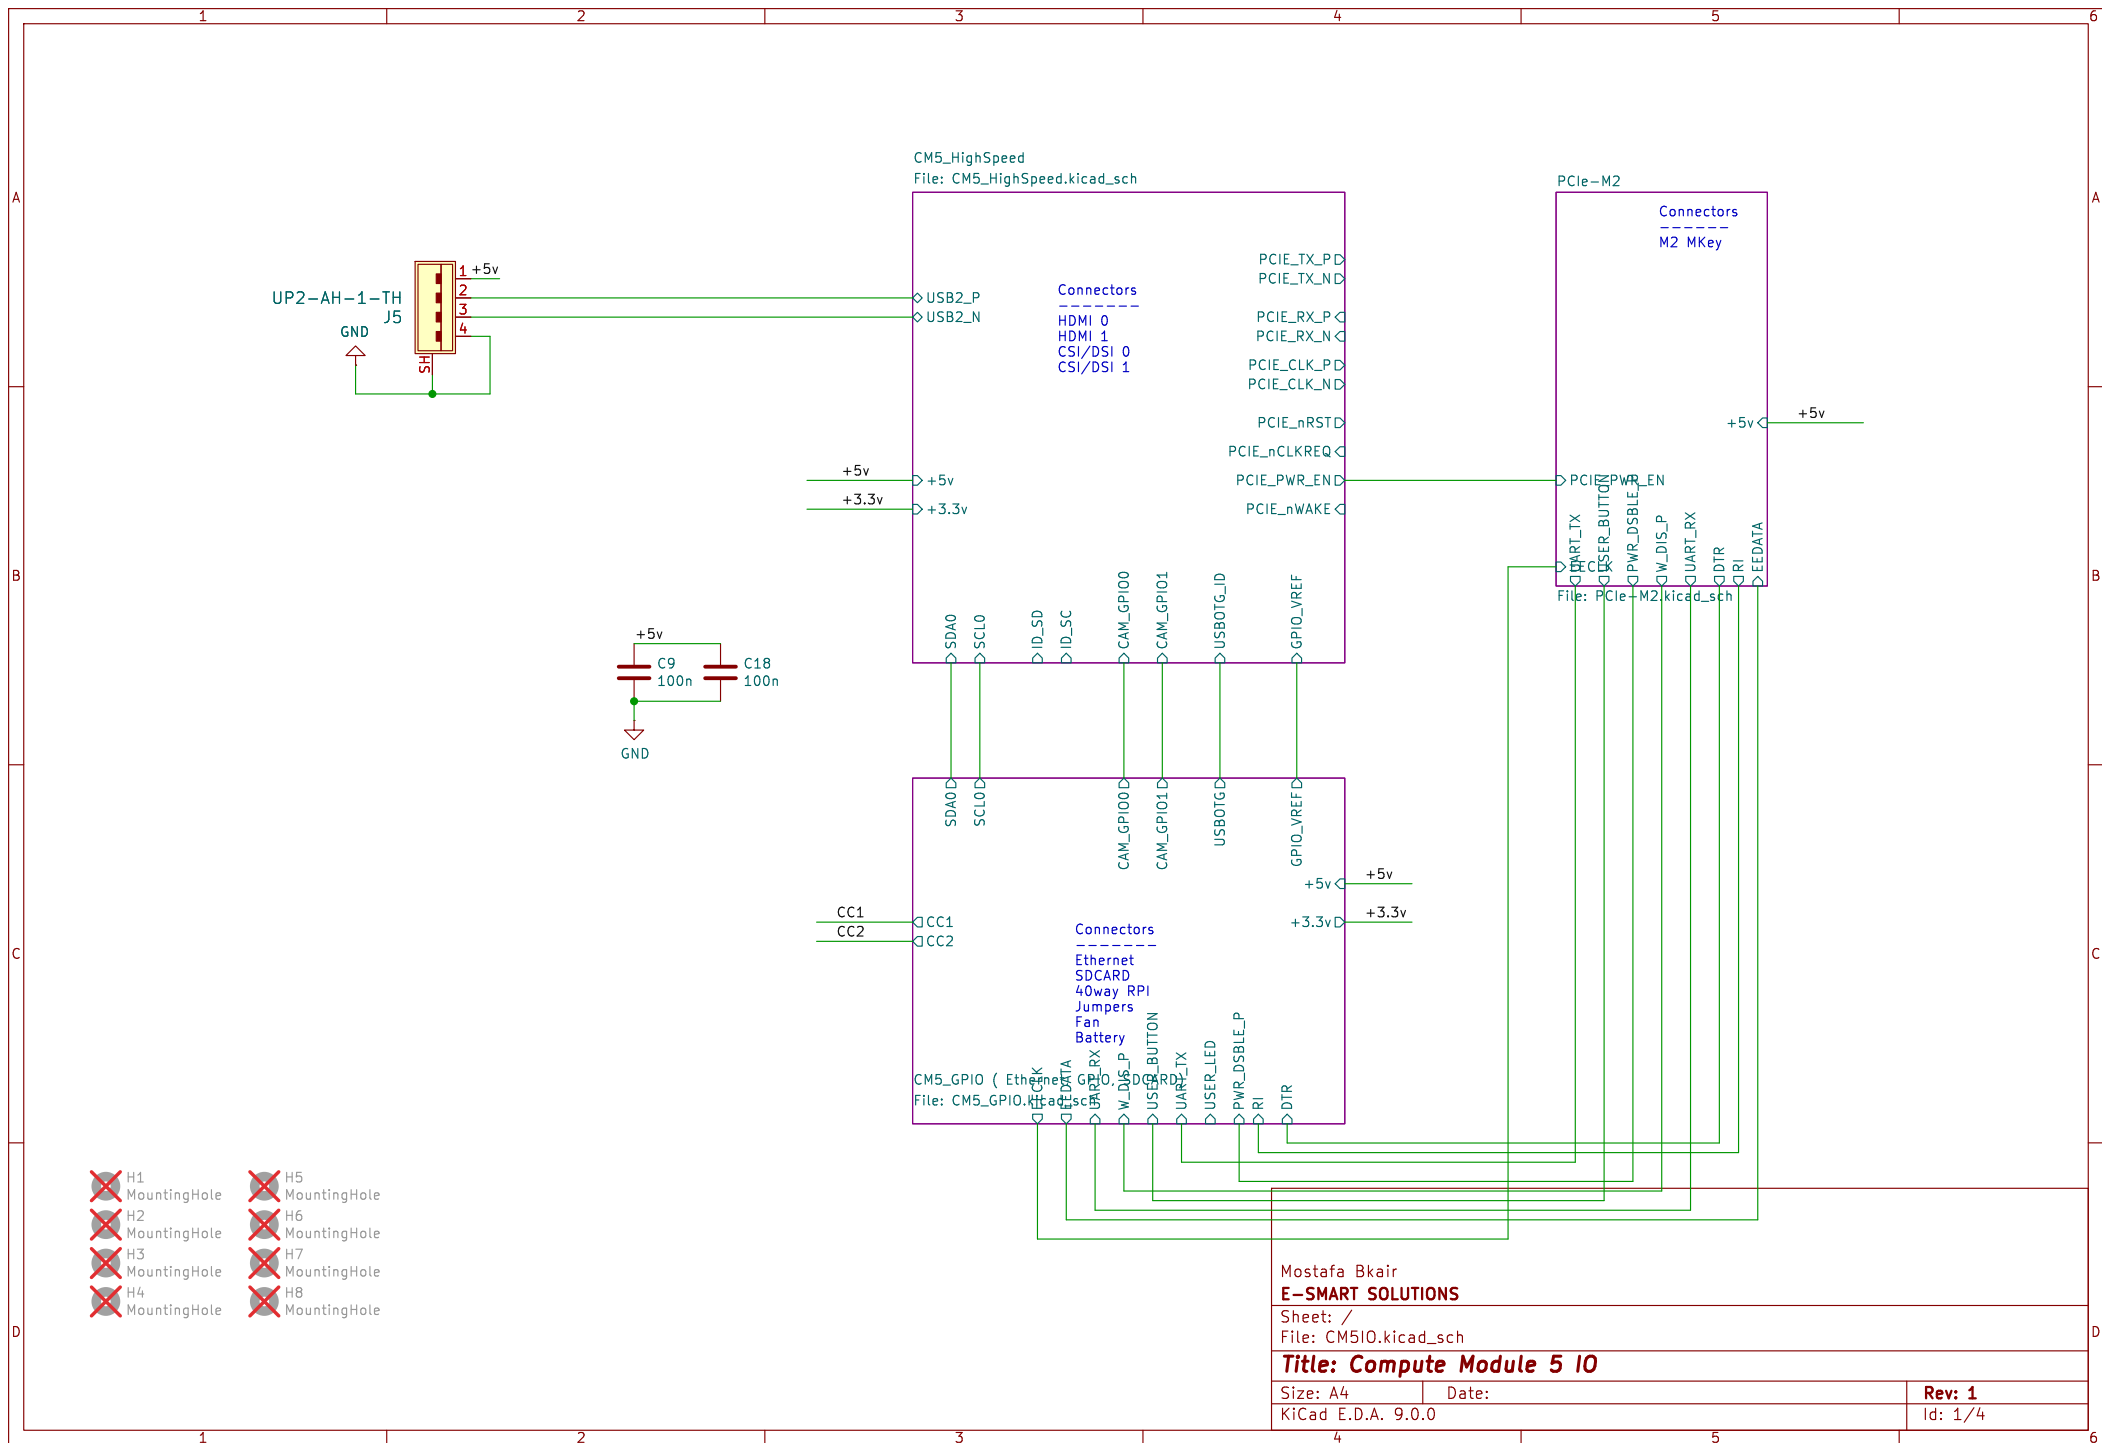 1 2 3 4 5 6
A
B
C
D
A
B
C
D
CM5_HighSpeed
File: CM5_HighSpeed.kicad_sch
Connectors
-------
HDMI 0
HDMI 1
CSI/DSI 0
CSI/DSI 1
USB2_P
USB2_N
+5v
+3.3v
+5v
+3.3v
PCIE_TX_P
PCIE_TX_N
PCIE_RX_P
PCIE_RX_N
PCIE_CLK_P
PCIE_CLK_N
PCIE_nRST
PCIE_nCLKREQ
PCIE_PWR_EN
PCIE_nWAKE
SDA0
SCL0
ID_SD
ID_SC
CAM_GPIO0
CAM_GPIO1
USBOTG_ID
GPIO_VREF
PCIe-M2
Connectors
------
M2 MKey
+5v
+5v
PCIE_PWR_EN
EECLK
UART_TX
USER_BUTTON
PWR_DSBLE_P
W_DIS_P
UART_RX
DTR
RI
EEDATA
File: PCIe-M2.kicad_sch
UP2-AH-1-TH
J5
GND
1
2
3
4
SH
+5v
+5v
C9
100n
C18
100n
GND
SDA0
SCL0
CAM_GPIO0
CAM_GPIO1
USBOTG
GPIO_VREF
+5v
+5v
+3.3v
+3.3v
CC1
CC1
CC2
CC2
Connectors
-------
Ethernet
SDCARD
40way RPI
Jumpers
Fan
Battery
CM5_GPIO ( Ethernet, GPIO, SDCARD)
File: CM5_GPIO.kicad_sch
EECLK
EEDATA
UART_RX
W_DIS_P
USER_BUTTON
UART_TX
USER_LED
PWR_DSBLE_P
RI
DTR
H1
MountingHole
H2
MountingHole
H3
MountingHole
H4
MountingHole
H5
MountingHole
H6
MountingHole
H7
MountingHole
H8
MountingHole
Mostafa Bkair
E-SMART SOLUTIONS
Sheet: /
File: CM5IO.kicad_sch
Title: Compute Module 5 IO
Size: A4 Date: Rev: 1
KiCad E.D.A. 9.0.0 Id: 1/4
1 2 3 4 5 6